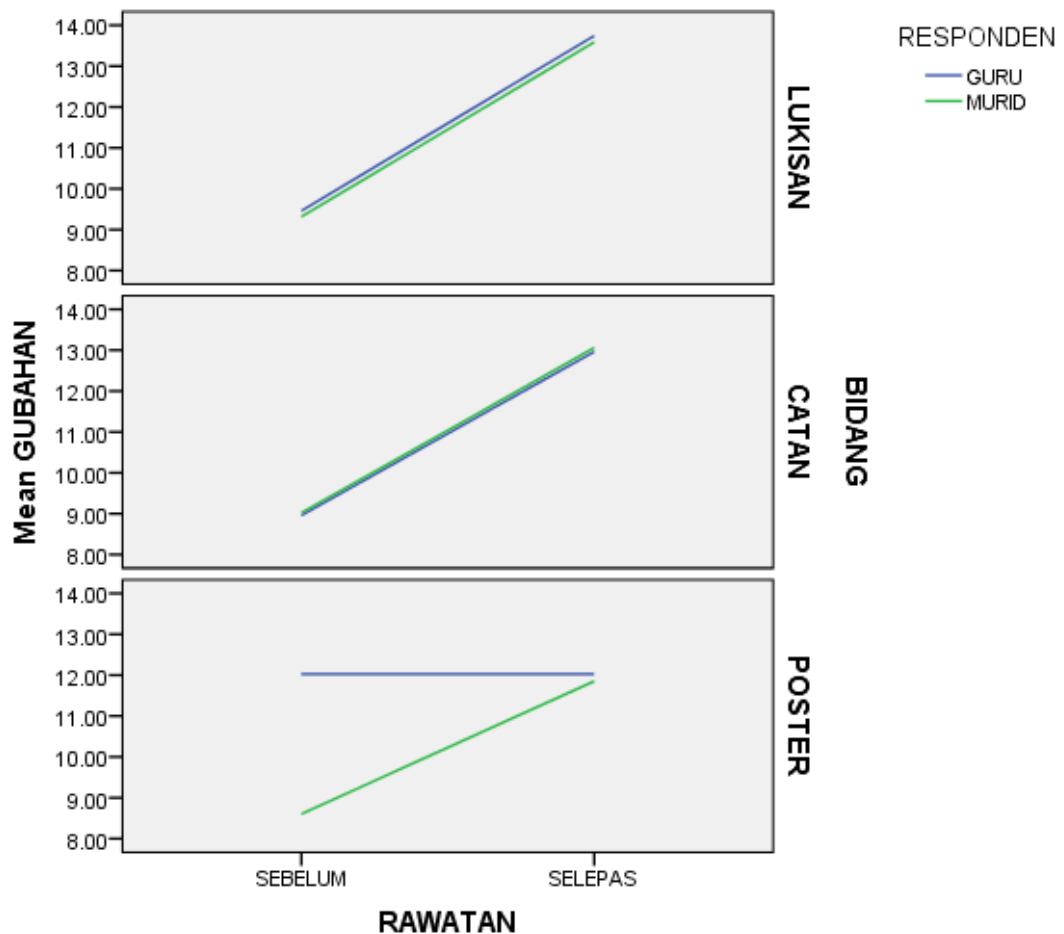 RESPONDEN
GURU
MURID
14.00
13.00
12.00
11.00
10.00
9.00
8.00
LUKISAN
14.00
13.00
12.00
11.00
10.00
9.00
8.00
CATAN
14.00
13.00
12.00
11.00
10.00
9.00
8.00
POSTER
Mean GUBAHAN
BIDANG
SEBELUM
SELEPAS
RAWATAN